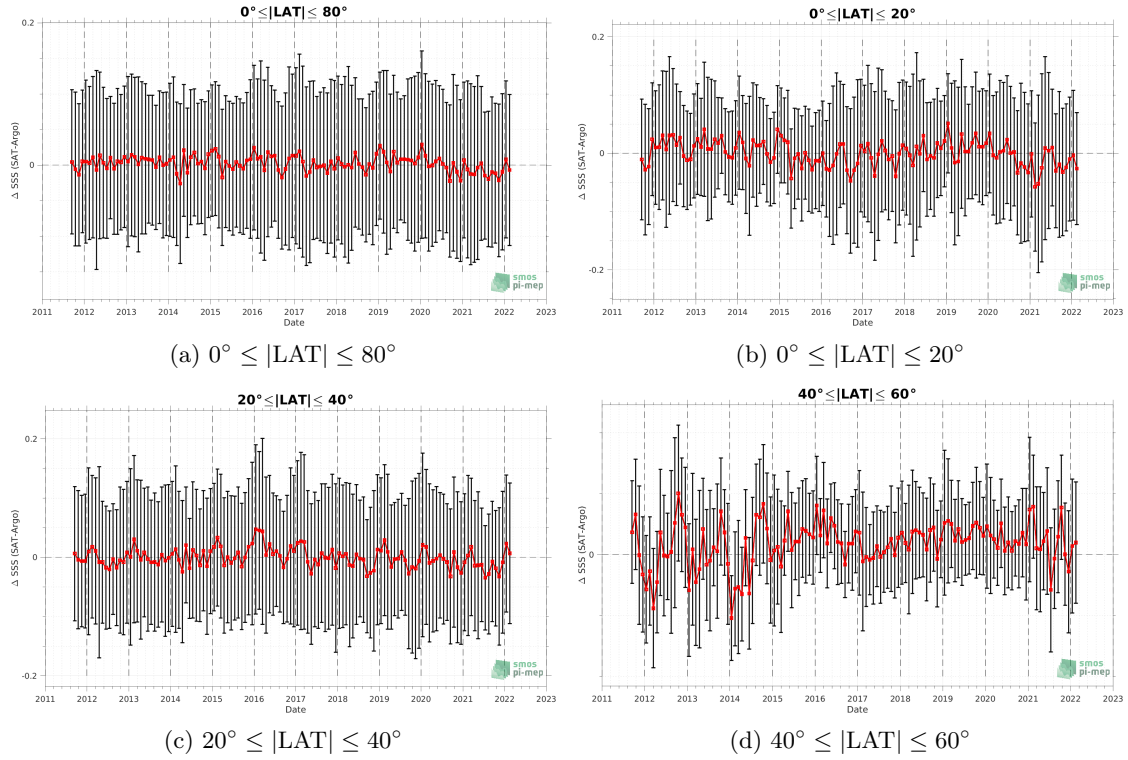 0°≤|LAT|≤ 80°
0.2
0
Δ SSS (SAT-Argo)
smos
pi-mep
2011 2012 2013 2014 2015 2016 2017 2018 2019 2020 2021 2022 2023
Date
(a) 0° ≤ |LAT| ≤ 80°
0°≤|LAT|≤ 20°
0.2
0
-0.2
Δ SSS (SAT-Argo)
smos
pi-mep
2011 2012 2013 2014 2015 2016 2017 2018 2019 2020 2021 2022 2023
Date
(b) 0° ≤ |LAT| ≤ 20°
20°≤|LAT|≤ 40°
0.2
0
-0.2
Δ SSS (SAT-Argo)
smos
pi-mep
2011 2012 2013 2014 2015 2016 2017 2018 2019 2020 2021 2022 2023
Date
(c) 20° ≤ |LAT| ≤ 40°
40°≤|LAT|≤ 60°
0
Δ SSS (SAT-Argo)
smos
pi-mep
2011 2012 2013 2014 2015 2016 2017 2018 2019 2020 2021 2022 2023
Date
(d) 40° ≤ |LAT| ≤ 60°